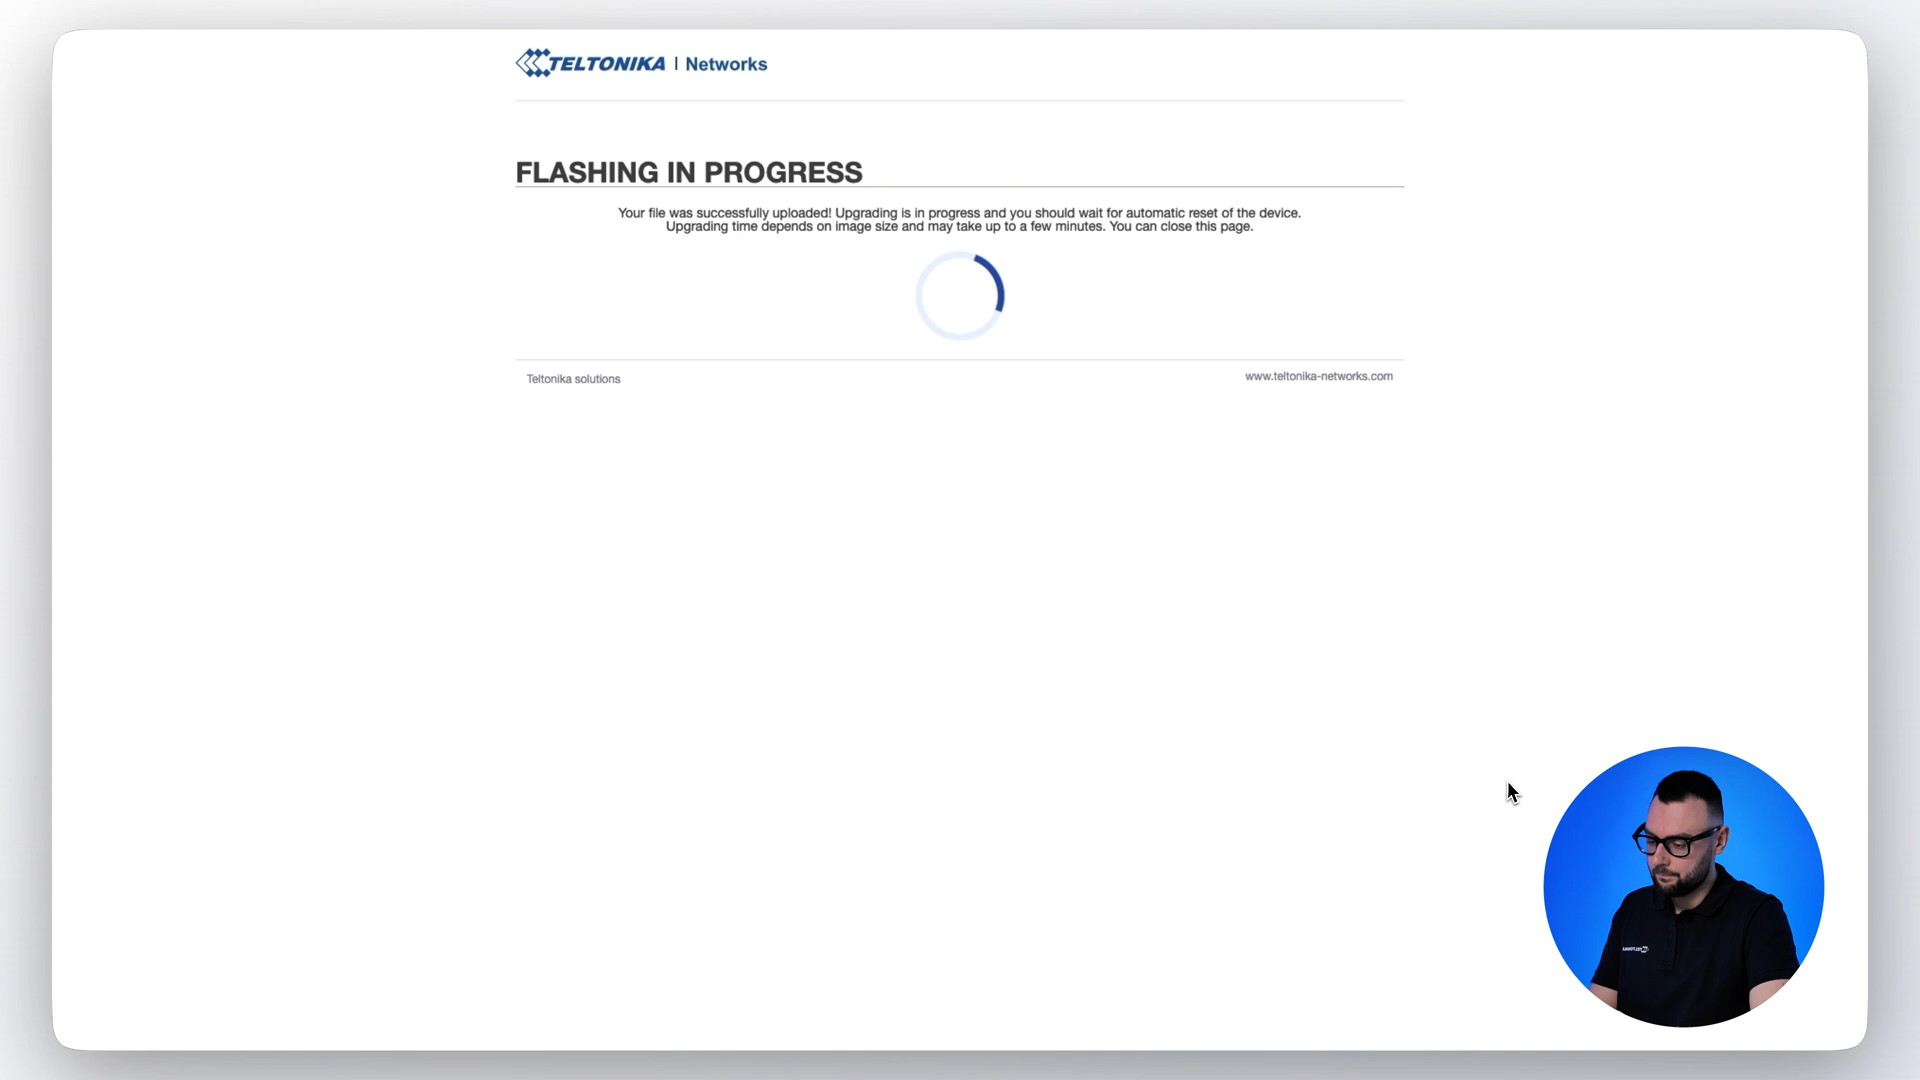 TELTONIKA | Networks
FLASHING IN PROGRESS
Your file was successfully uploaded! Upgrading is in progress and you should wait for automatic reset of the device.
Upgrading time depends on image size and may take up to a few minutes. You can close this page.
Teltonika solutions
www.teltonika-networks.com